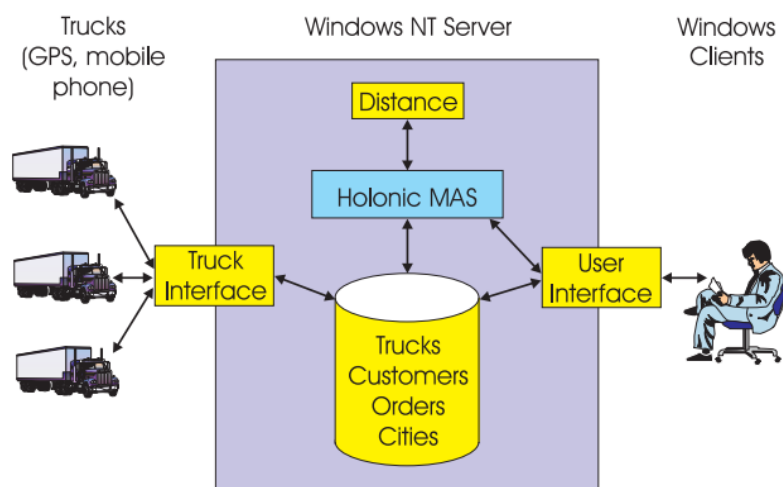 Trucks
(GPS, mobile
phone)
Windows NT Server
Windows
Clients
Distance
Holonic MAS
Truck
Interface
User
Interface
Trucks
Customers
Orders
Cities